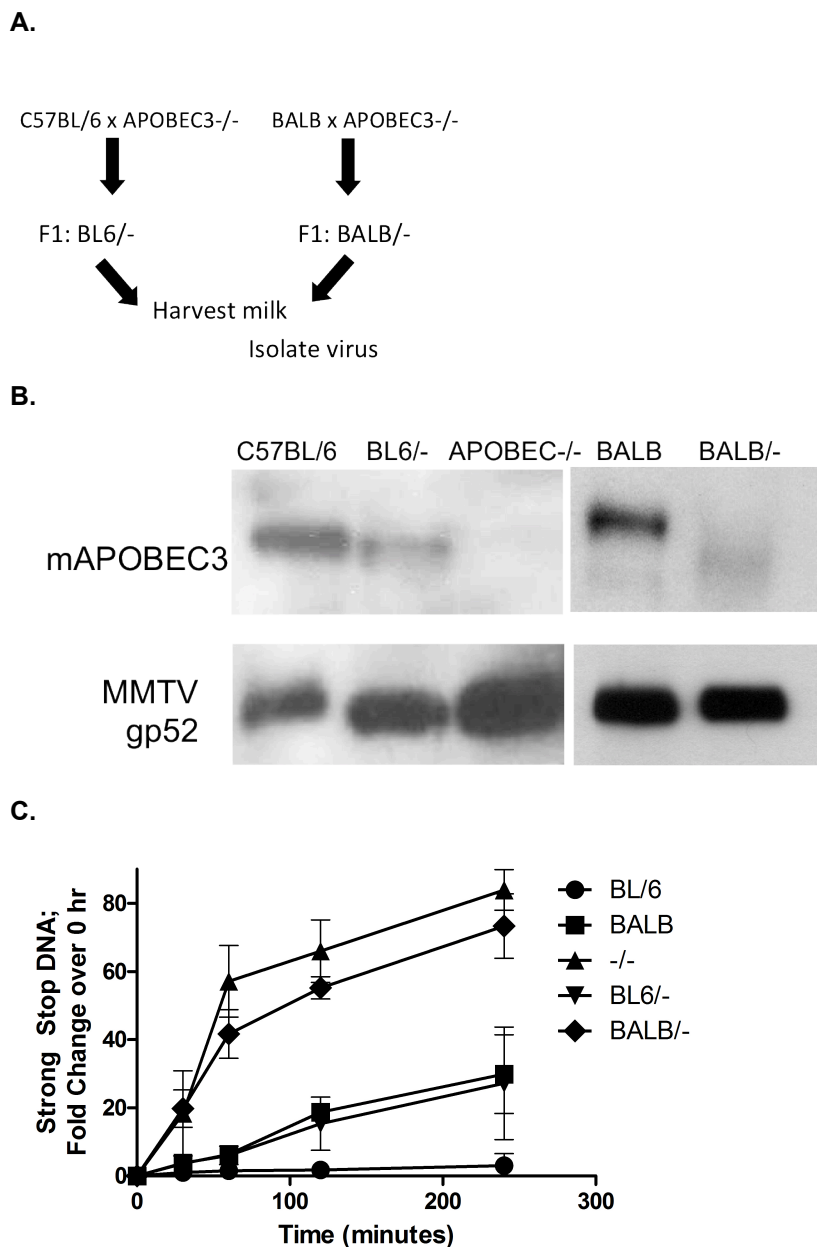 A.
C57BL/6 x APOBEC3-/-
BALB x APOBEC3-/-
F1: BL6/-
F1: BALB/-
Harvest milk
Isolate virus
B.
C57BL/6 BL6/- APOBEC-/- BALB BALB/-
mAPOBEC3
MMTV
gp52
C.
Strong Stop DNA;
Fold Change over 0 hr
80
60
40
20
0
0 100 200 300
Time (minutes)
BL/6
BALB
-/-
BL6/-
BALB/-